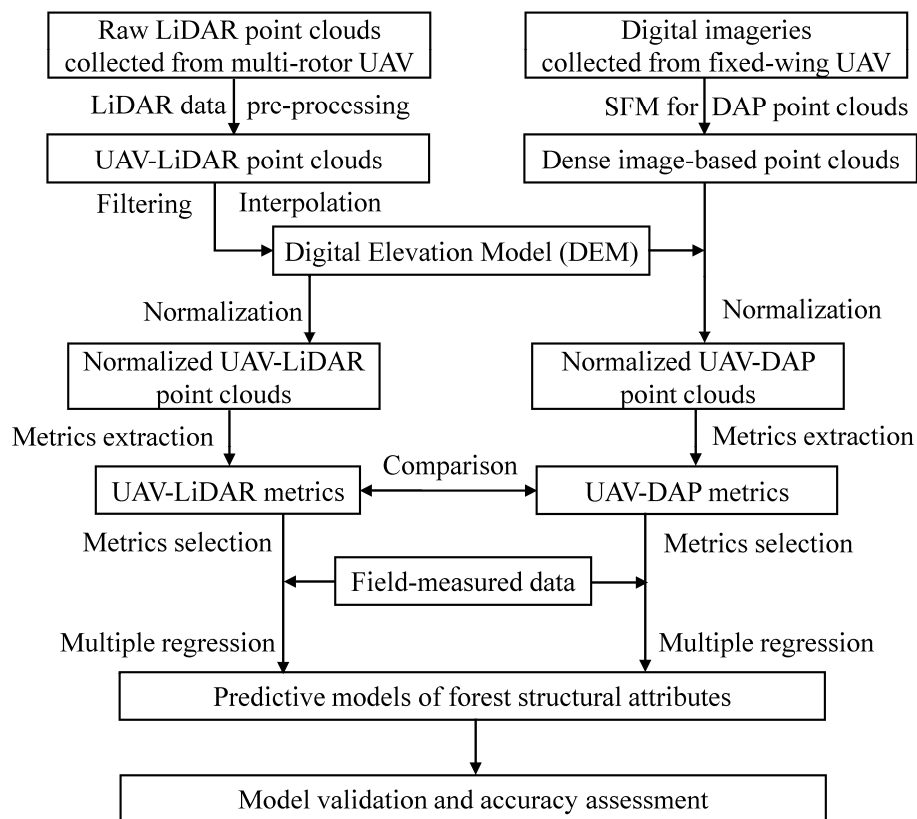 Raw LiDAR point clouds
collected from multi-rotor UAV
Digital imageries
collected from fixed-wing UAV
LiDAR data pre-processing
SFM for DAP point clouds
UAV-LiDAR point clouds
Dense image-based point clouds
Filtering Interpolation
Digital Elevation Model (DEM)
Normalization
Normalization
Normalized UAV-LiDAR
point clouds
Normalized UAV-DAP
point clouds
Metrics extraction
Metrics extraction
Comparison
UAV-LiDAR metrics
UAV-DAP metrics
Metrics selection
Metrics selection
Field-measured data
Multiple regression
Multiple regression
Predictive models of forest structural attributes
Model validation and accuracy assessment